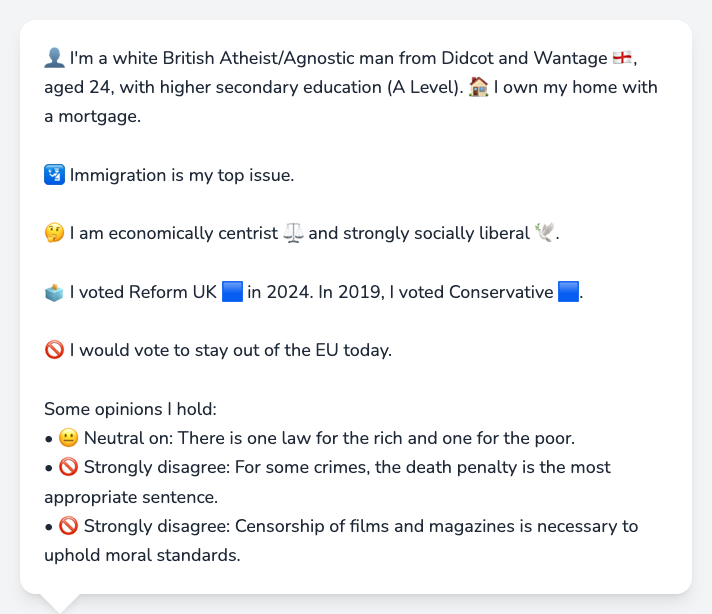 👤 I'm a white British Atheist/Agnostic man from Didcot and Wantage 🏴󠁧󠁢󠁥󠁮󠁧󠁿,
aged 24, with higher secondary education (A Level). 🏠 I own my home with
a mortgage.
🛂 Immigration is my top issue.
🤔 I am economically centrist ⚖️ and strongly socially liberal 🕊️.
🗳️ I voted Reform UK 🟦 in 2024. In 2019, I voted Conservative 🟦.
🚫 I would vote to stay out of the EU today.
Some opinions I hold:
• 😐 Neutral on: There is one law for the rich and one for the poor.
• 🚫 Strongly disagree: For some crimes, the death penalty is the most
appropriate sentence.
• 🚫 Strongly disagree: Censorship of films and magazines is necessary to
uphold moral standards.